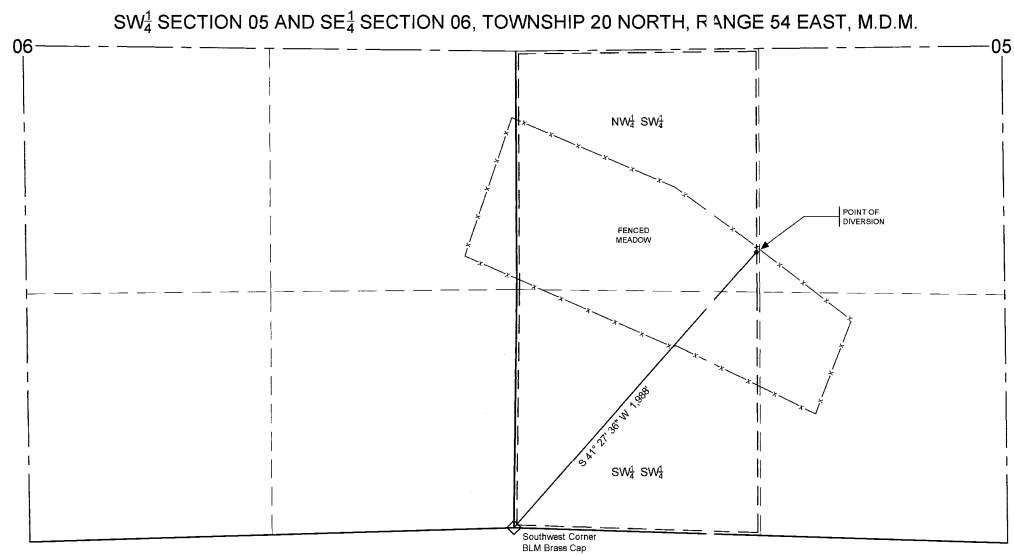 SW¼ SECTION 05 AND SE¼ SECTION 06, TOWNSHIP 20 NORTH, RANGE 54 EAST, M.D.M.
06
05
NW¼ SW¼
POINT OF
DIVERSION
FENCED
MEADOW
S 41° 27' 36" W 1,988'
SW¼ SW¼
Southwest Corner
BLM Brass Cap